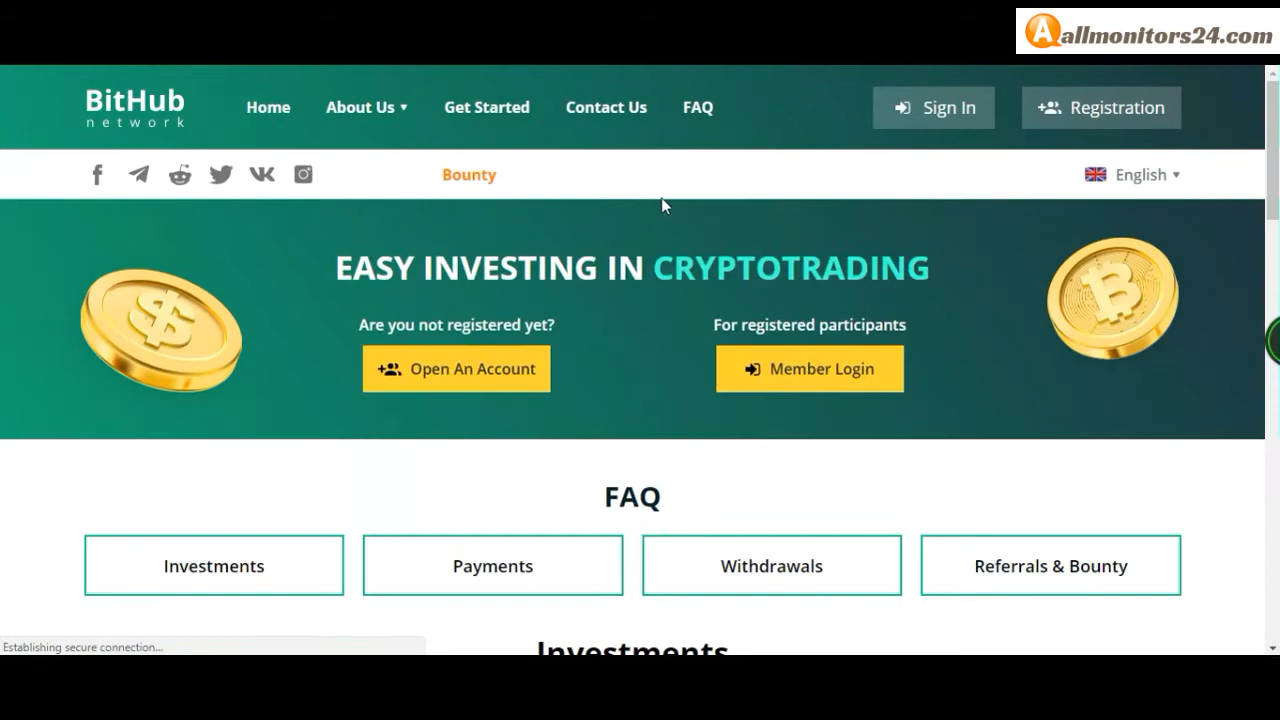 allmonitors24.com
BitHub
network
Home About Us Get Started Contact Us FAQ Sign In Registration
Bounty English
EASY INVESTING IN CRYPTOTRADING
Are you not registered yet? For registered participants
Open An Account Member Login
FAQ
Investments Payments Withdrawals Referrals & Bounty
Investments
Establishing secure connection...